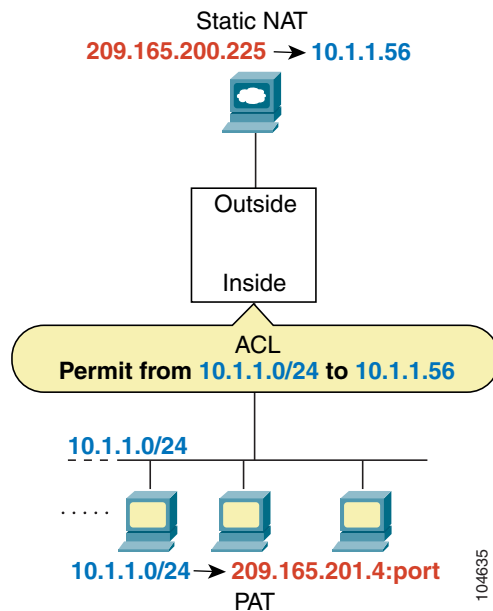 Static NAT
209.165.200.225 → 10.1.1.56
Outside
Inside
ACL
Permit from 10.1.1.0/24 to 10.1.1.56
10.1.1.0/24
10.1.1.0/24 → 209.165.201.4:port
PAT
104635